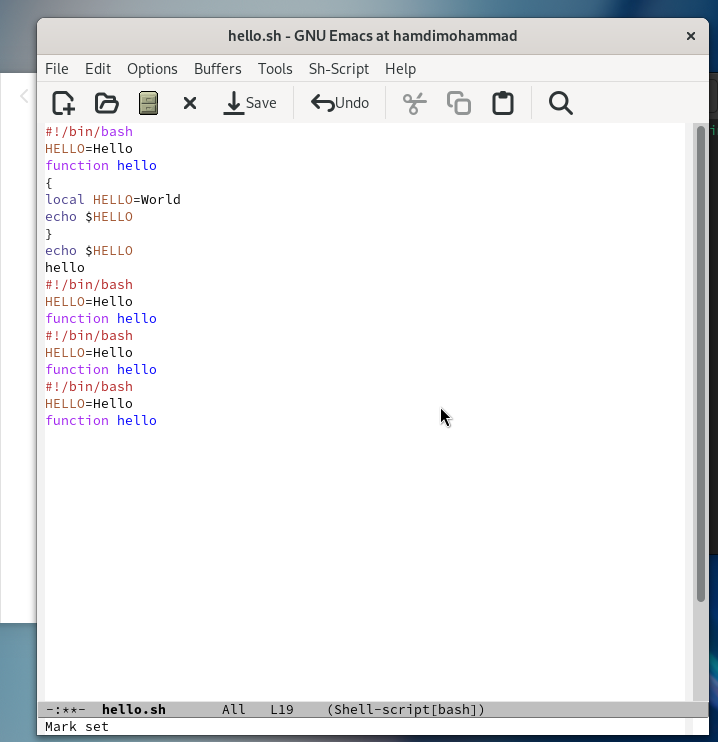 hello.sh - GNU Emacs at hamdimohammad
File Edit Options Buffers Tools Sh-Script Help
Save Undo
#!/bin/bash
HELLO=Hello
function hello
{
local HELLO=World
echo $HELLO
}
echo $HELLO
hello
#!/bin/bash
HELLO=Hello
function hello
#!/bin/bash
HELLO=Hello
function hello
#!/bin/bash
HELLO=Hello
function hello
-:**- hello.sh All L19 (Shell-script[bash])
Mark set